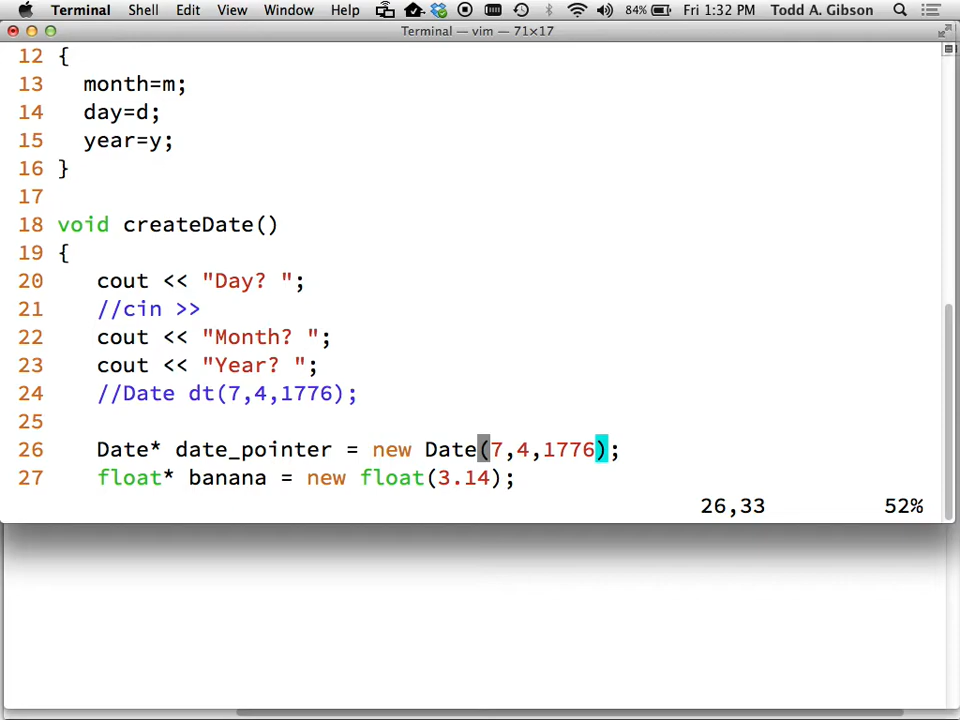 Terminal Shell Edit View Window Help 84% Fri 1:32 PM Todd A. Gibson
Terminal — vim — 71×17
12 {
13   month=m;
14   day=d;
15   year=y;
16 }
17
18 void createDate()
19 {
20    cout << "Day? ";
21    //cin >>
22    cout << "Month? ";
23    cout << "Year? ";
24    //Date dt(7,4,1776);
25
26    Date* date_pointer = new Date(7,4,1776);
27    float* banana = new float(3.14);
26,33 52%